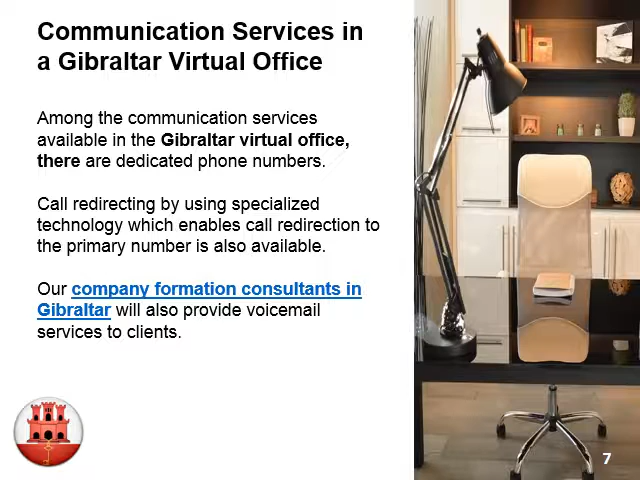 Communication Services in
a Gibraltar Virtual Office
Among the communication services
available in the Gibraltar virtual office,
there are dedicated phone numbers.
Call redirecting by using specialized
technology which enables call redirection to
the primary number is also available.
Our company formation consultants in
Gibraltar will also provide voicemail
services to clients.
7